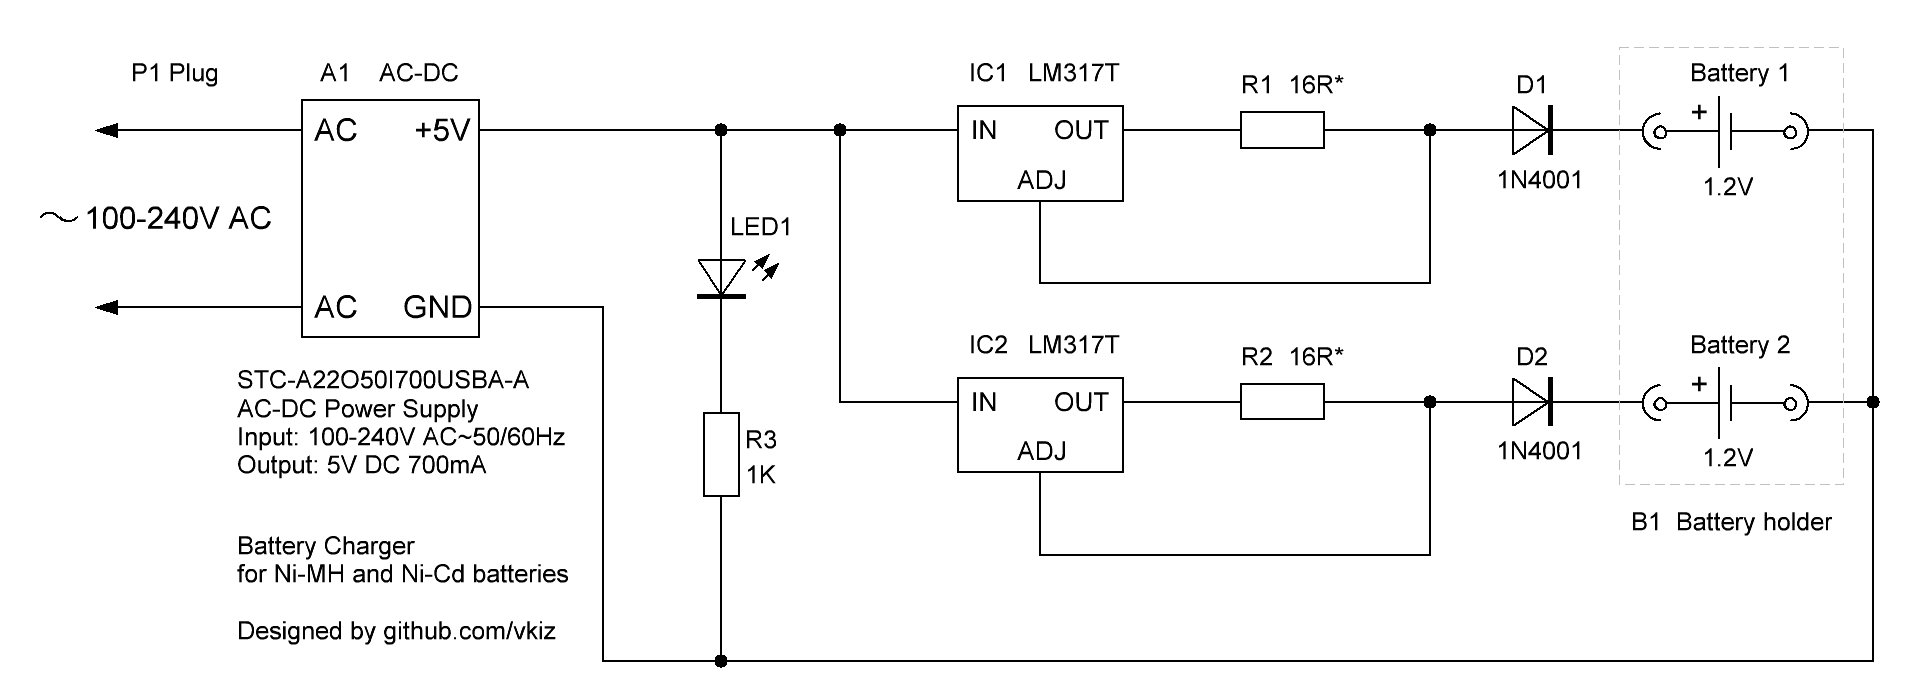 P1 Plug
A1 AC-DC
AC +5V
~ 100-240V AC
AC GND
STC-A22O50I700USBA-A
AC-DC Power Supply
Input: 100-240V AC~50/60Hz
Output: 5V DC 700mA
Battery Charger
for Ni-MH and Ni-Cd batteries
Designed by github.com/vkiz
LED1
R3
1K
IC1 LM317T
IN OUT
ADJ
R1 16R*
D1
1N4001
Battery 1
+
1.2V
IC2 LM317T
IN OUT
ADJ
R2 16R*
D2
1N4001
Battery 2
+
1.2V
B1 Battery holder